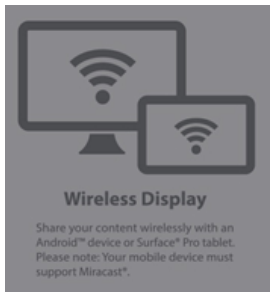 Wireless Display
Share your content wirelessly with an
Android™ device or Surface® Pro tablet.
Please note: Your mobile device must
support Miracast®.